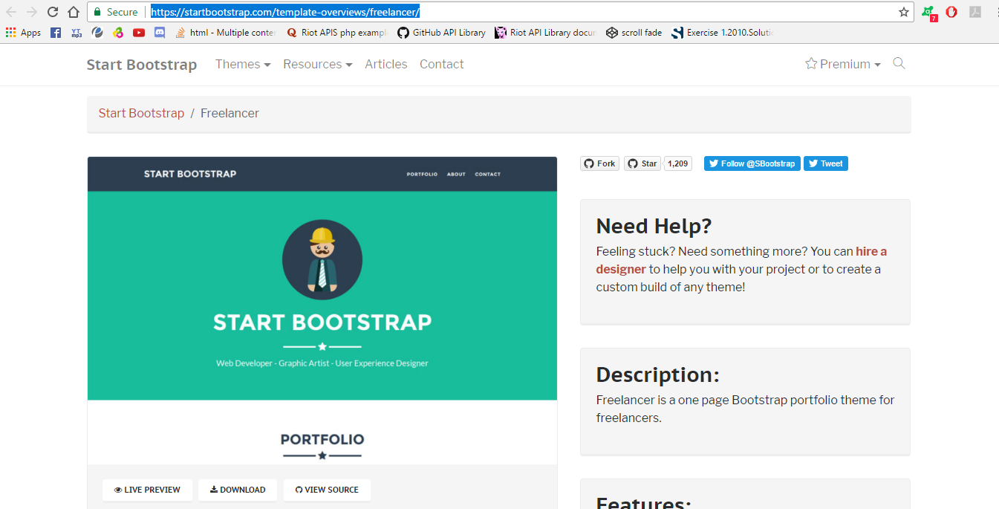 Secure https://startbootstrap.com/template-overviews/freelancer/
7
Apps YT mp3 html - Multiple conter Riot APIS php exampl GitHub API Library Riot API Library docun scroll fade Exercise 1.2010.Soluti
Start Bootstrap Themes Resources Articles Contact Premium
Start Bootstrap / Freelancer
START BOOTSTRAP PORTFOLIO ABOUT CONTACT
START BOOTSTRAP
Web Developer - Graphic Artist - User Experience Designer
PORTFOLIO
LIVE PREVIEW DOWNLOAD VIEW SOURCE
Fork Star 1,209 Follow @SBootstrap Tweet
Need Help?
Feeling stuck? Need something more? You can hire a
designer to help you with your project or to create a
custom build of any theme!
Description:
Freelancer is a one page Bootstrap portfolio theme for
freelancers.
Features: